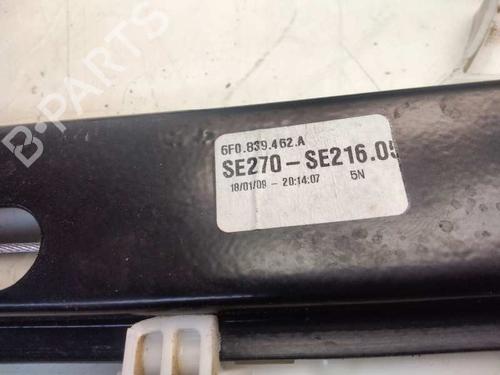 B-PARTS
6F0.839.462.A
SE270-SE216.05
18/01/09 - 20:14:07 5N